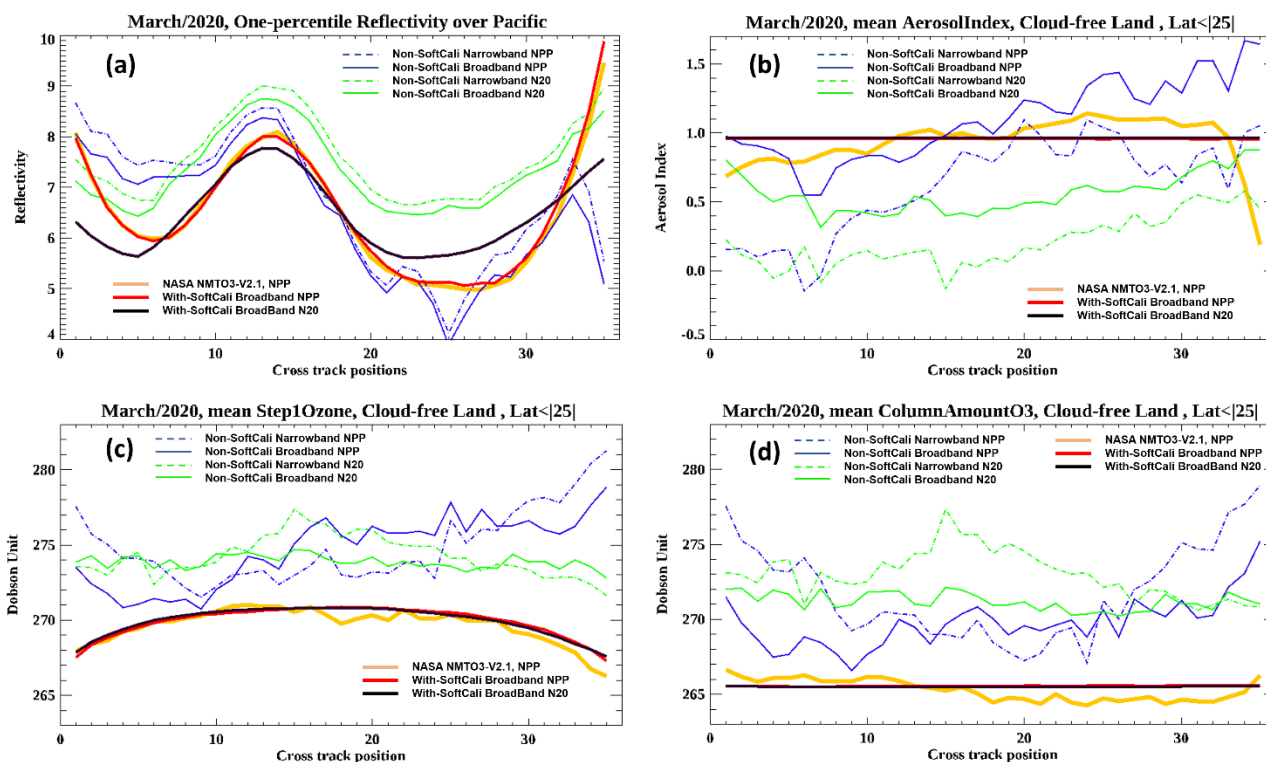 March/2020, One-percentile Reflectivity over Pacific
(a)
Non-SoftCali Narrowband NPP
Non-SoftCali Broadband NPP
Non-SoftCali Narrowband N20
Non-SoftCali Broadband N20
Reflectivity
10
9
8
7
6
5
4
NASA NMTO3-V2.1, NPP
With-SoftCali Broadband NPP
With-SoftCali BroadBand N20
0 10 20 30
Cross track positions
March/2020, mean AerosolIndex, Cloud-free Land , Lat<|25|
(b)
Non-SoftCali Narrowband NPP
Non-SoftCali Broadband NPP
Non-SoftCali Narrowband N20
Non-SoftCali Broadband N20
Aerosol Index
1.5
1.0
0.5
0.0
-0.5
NASA NMTO3-V2.1, NPP
With-SoftCali Broadband NPP
With-SoftCali BroadBand N20
0 10 20 30
Cross track position
March/2020, mean Step1Ozone, Cloud-free Land , Lat<|25|
(c)
Non-SoftCali Narrowband NPP
Non-SoftCali Broadband NPP
Non-SoftCali Narrowband N20
Non-SoftCali Broadband N20
Dobson Unit
280
275
270
265
NASA NMTO3-V2.1, NPP
With-SoftCali Broadband NPP
With-SoftCali BroadBand N20
0 10 20 30
Cross track position
March/2020, mean ColumnAmountO3, Cloud-free Land , Lat<|25|
(d)
Non-SoftCali Narrowband NPP
Non-SoftCali Broadband NPP
Non-SoftCali Narrowband N20
Non-SoftCali Broadband N20
NASA NMTO3-V2.1, NPP
With-SoftCali Broadband NPP
With-SoftCali BroadBand N20
Dobson Unit
280
275
270
265
0 10 20 30
Cross track position